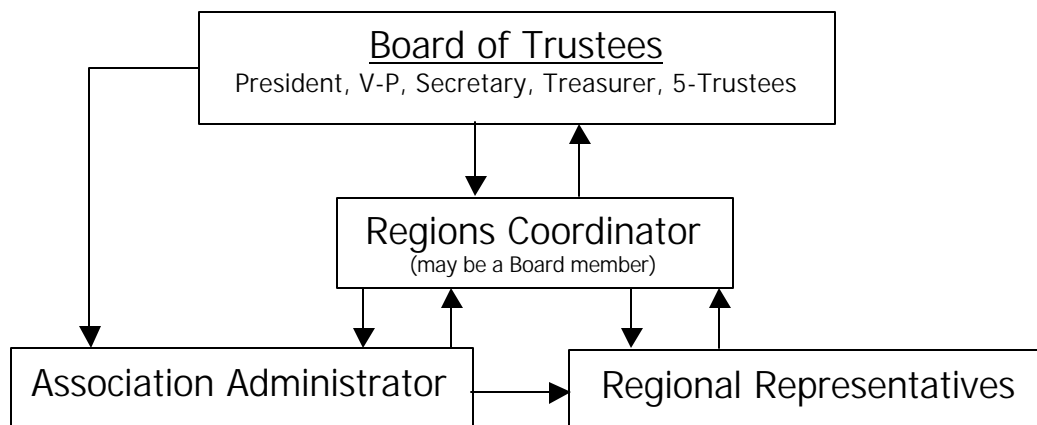 Board of Trustees
President, V-P, Secretary, Treasurer, 5-Trustees
Regions Coordinator
(may be a Board member)
Association Administrator
Regional Representatives